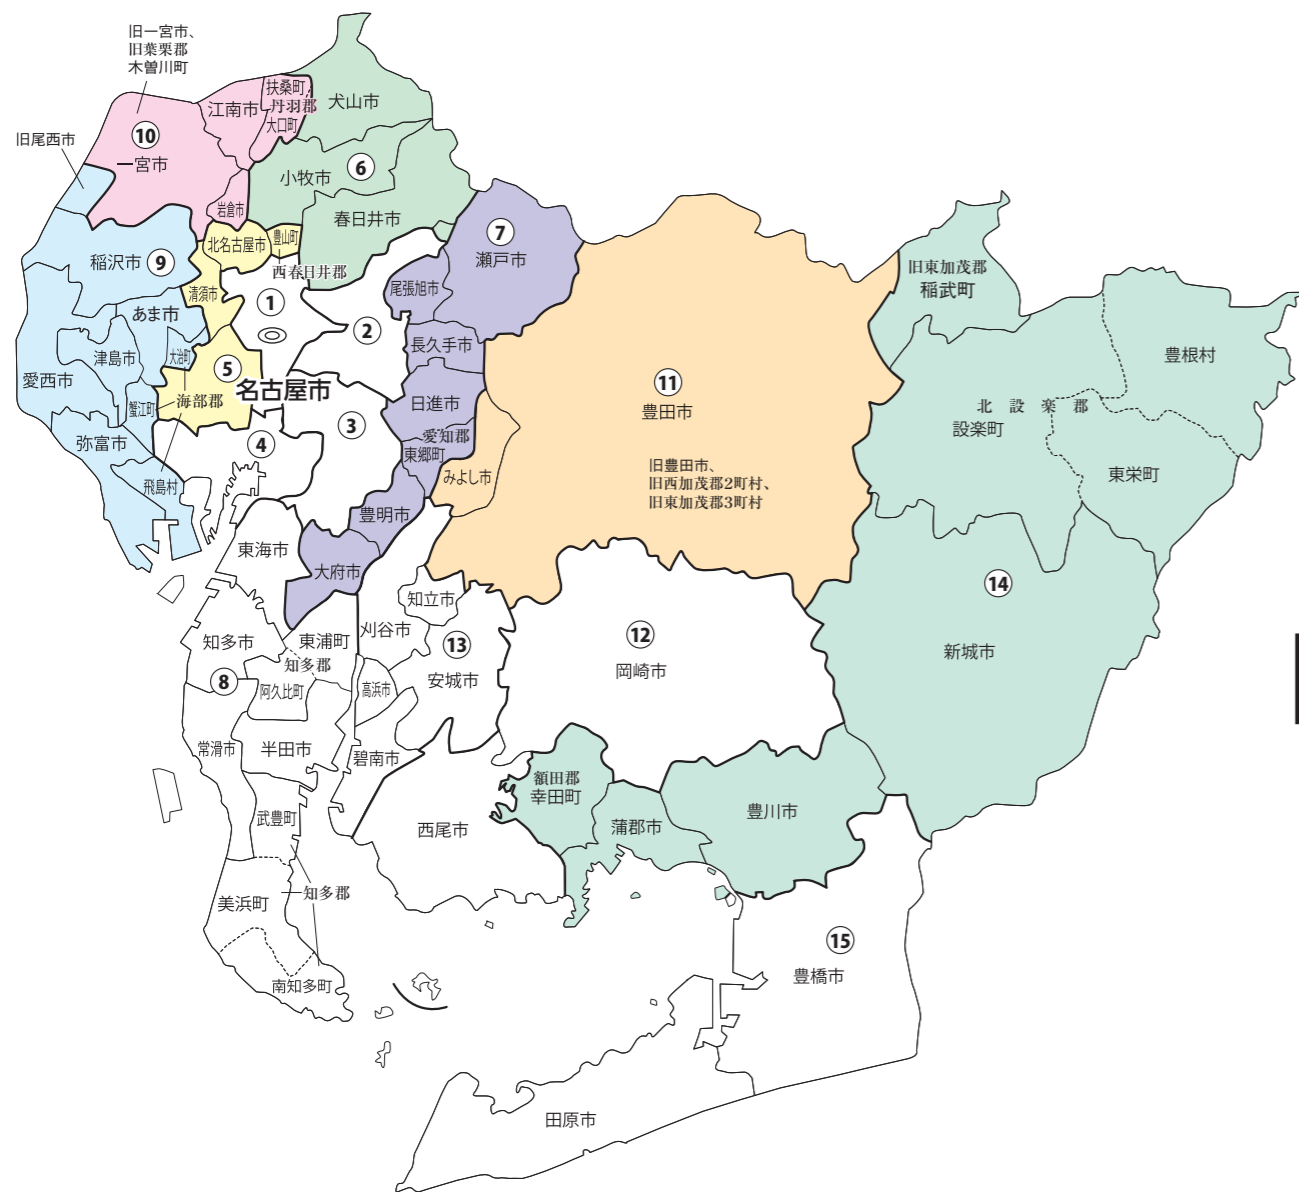 旧一宮市、
旧葉栗郡
木曽川町
旧尾西市
⑩
一宮市
江南市
扶桑町
丹羽郡
大口町
岩倉市
犬山市
小牧市
⑥
春日井市
北名古屋市
豊山町
西春日井郡
清須市
稲沢市
⑨
あま市
津島市
大治町
愛西市
蟹江町
海部郡
弥富市
飛島村
⑤
①
②
名古屋市
③
④
⑦
瀬戸市
尾張旭市
長久手市
日進市
愛知郡
東郷町
みよし市
豊明市
大府市
⑪
豊田市
旧豊田市、
旧西加茂郡2町村、
旧東加茂郡3町村
旧東加茂郡
稲武町
豊根村
北設楽郡
設楽町
東栄町
⑭
新城市
東海市
知多市
東浦町
知多郡
⑧
阿久比町
常滑市
半田市
武豊町
知多郡
美浜町
南知多町
知立市
刈谷市
⑬
安城市
高浜市
碧南市
西尾市
⑫
岡崎市
額田郡
幸田町
蒲郡市
豊川市
⑮
豊橋市
田原市